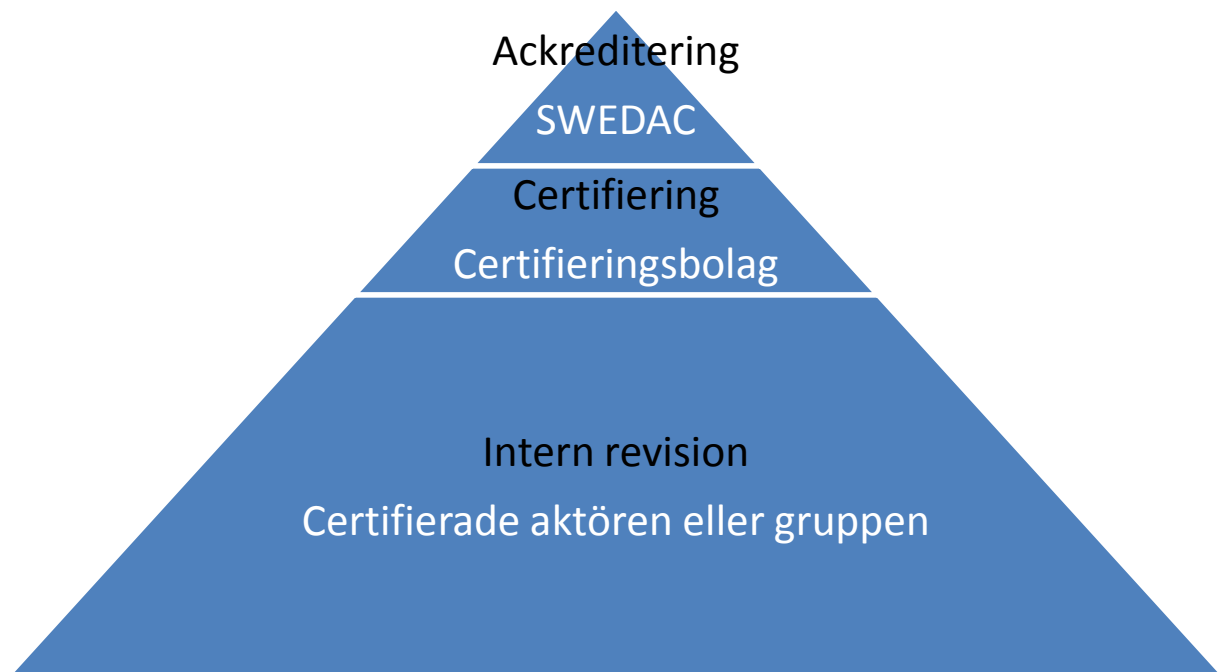 Ackreditering
SWEDAC
Certifiering
Certifieringsbolag
Intern revision
Certifierade aktören eller gruppen